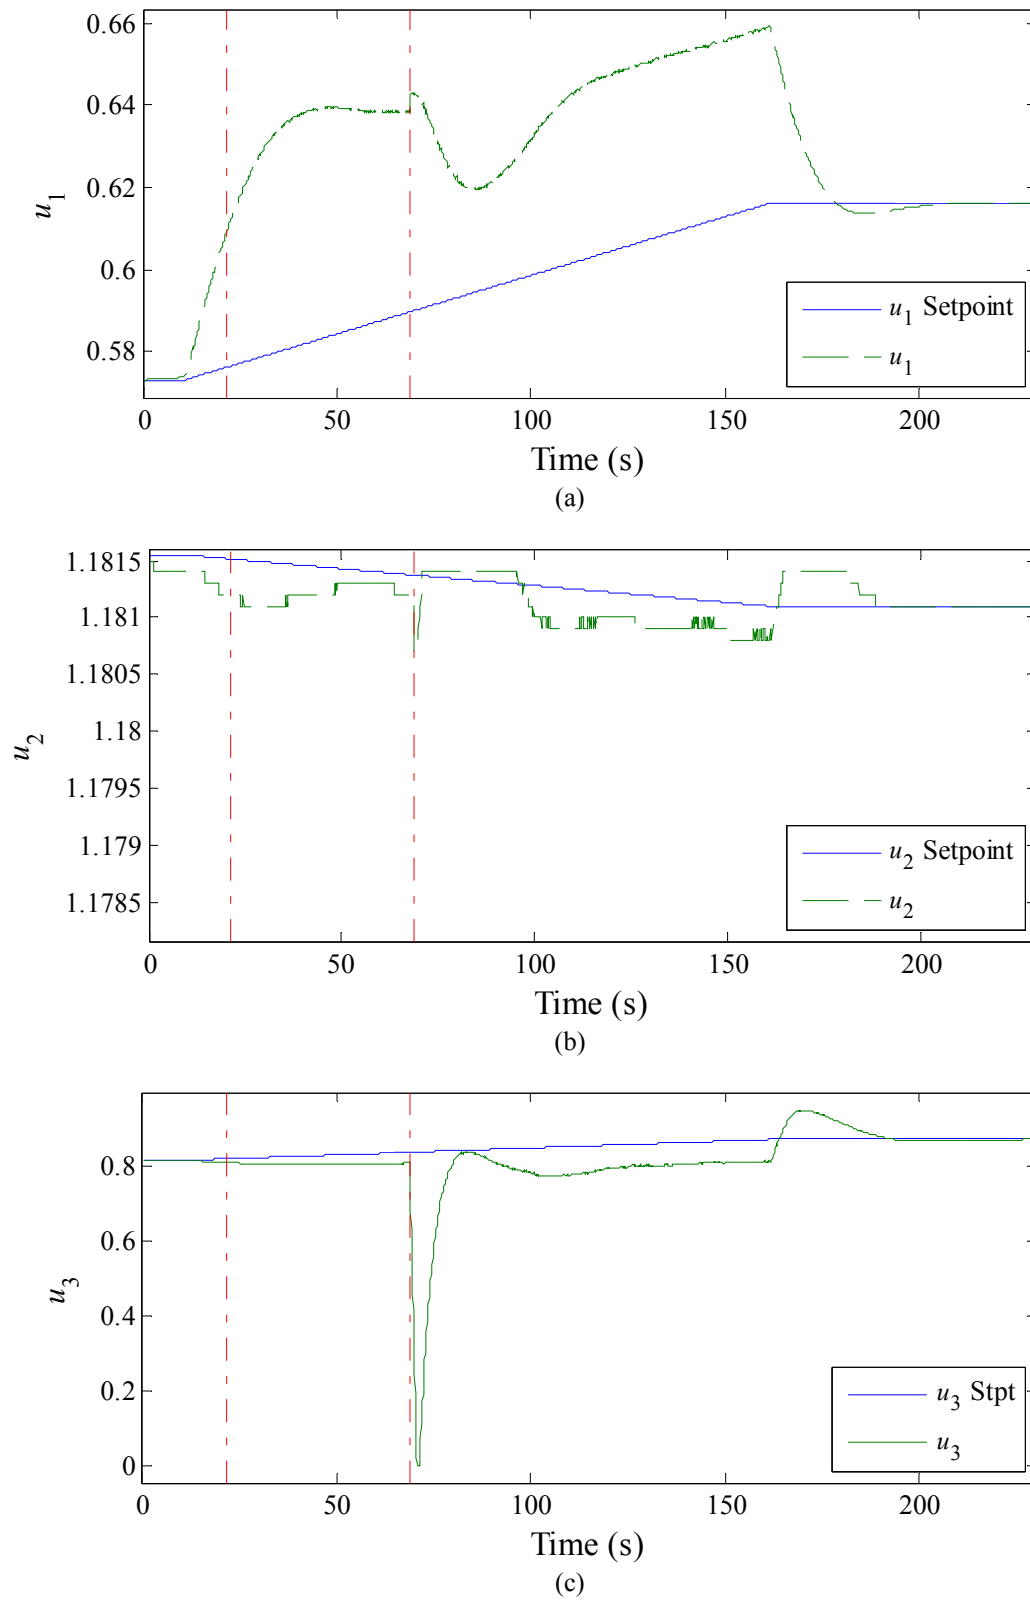 0.66
0.64
0.62
0.6
0.58
u1
0 50 100 150 200
Time (s)
u1 Setpoint
u1
(a)
1.1815
1.181
1.1805
1.18
1.1795
1.179
1.1785
u2
0 50 100 150 200
Time (s)
u2 Setpoint
u2
(b)
0.8
0.6
0.4
0.2
0
u3
0 50 100 150 200
Time (s)
u3 Stpt
u3
(c)